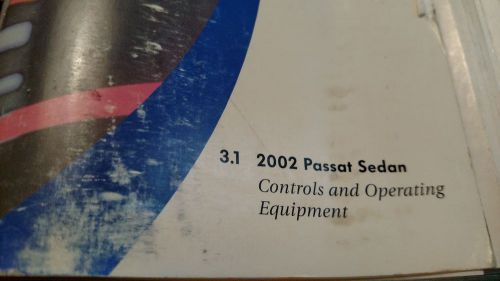 3.1 2002 Passat Sedan
Controls and Operating
Equipment